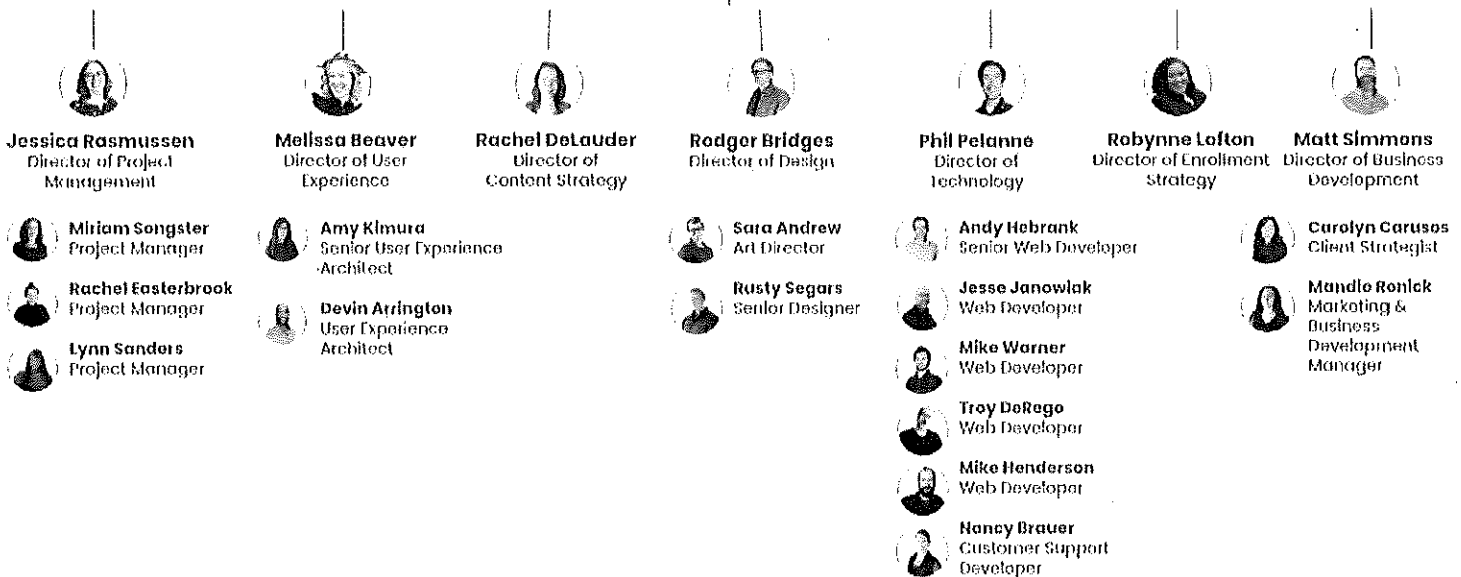 Jessica Rasmussen
Director of Project
Management
Miriam Songster
Project Manager
Rachel Easterbrook
Project Manager
Lynn Sanders
Project Manager
Melissa Beaver
Director of User
Experience
Amy Kimura
Senior User Experience
Architect
Devin Arrington
User Experience
Architect
Rachel DeLauder
Director of
Content Strategy
Rodger Bridges
Director of Design
Sara Andrew
Art Director
Rusty Segars
Senior Designer
Phil Pelanne
Director of
Technology
Andy Hebrank
Senior Web Developer
Jesse Janowiak
Web Developer
Mike Warner
Web Developer
Troy DeRego
Web Developer
Mike Henderson
Web Developer
Nancy Brauer
Customer Support
Developer
Robynne Lofton
Director of Enrollment
Strategy
Matt Simmons
Director of Business
Development
Carolyn Carusos
Client Strategist
Mandie Ronick
Marketing &
Business
Development
Manager